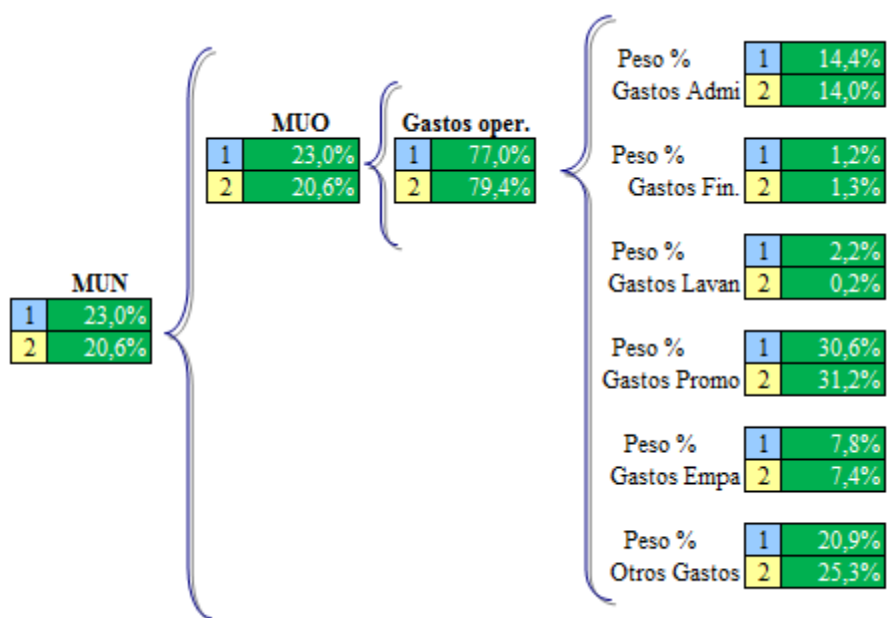 MUN
1 23,0%
2 20,6%
MUO
1 23,0%
2 20,6%
Gastos oper.
1 77,0%
2 79,4%
Peso % 1 14,4%
Gastos Admi 2 14,0%
Peso % 1 1,2%
Gastos Fin. 2 1,3%
Peso % 1 2,2%
Gastos Lavan 2 0,2%
Peso % 1 30,6%
Gastos Promo 2 31,2%
Peso % 1 7,8%
Gastos Empa 2 7,4%
Peso % 1 20,9%
Otros Gastos 2 25,3%